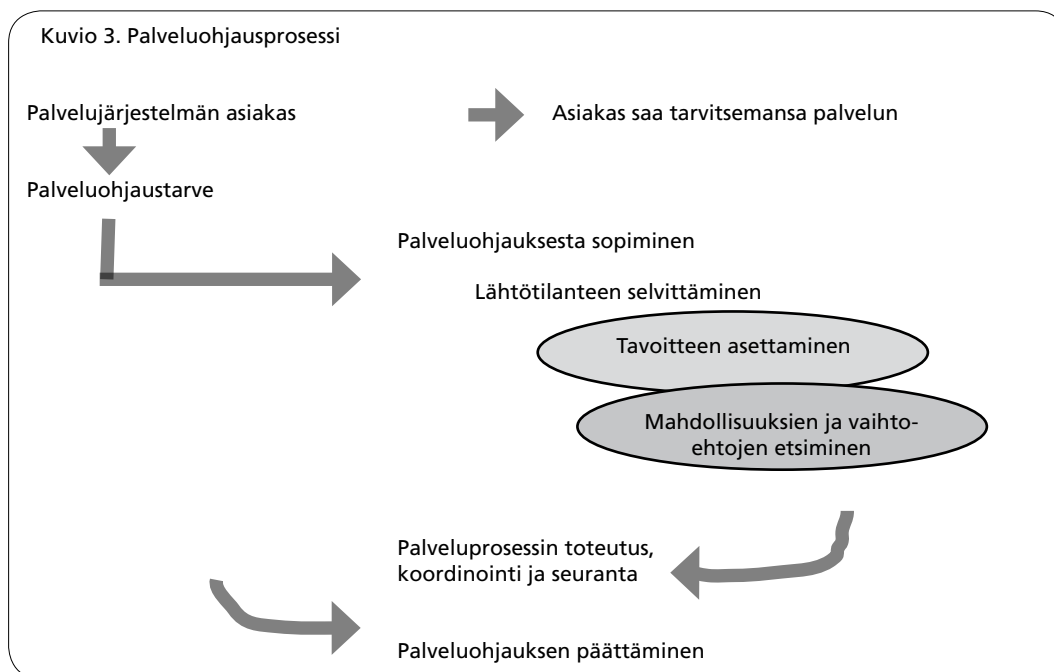 Kuvio 3. Palveluohjausprosessi
Palvelujärjestelmän asiakas
Asiakas saa tarvitsemansa palvelun
Palveluohjaustarve
Palveluohjauksesta sopiminen
Lähtötilanteen selvittäminen
Tavoitteen asettaminen
Mahdollisuuksien ja vaihto-
ehtojen etsiminen
Palveluprosessin toteutus,
koordinointi ja seuranta
Palveluohjauksen päättäminen